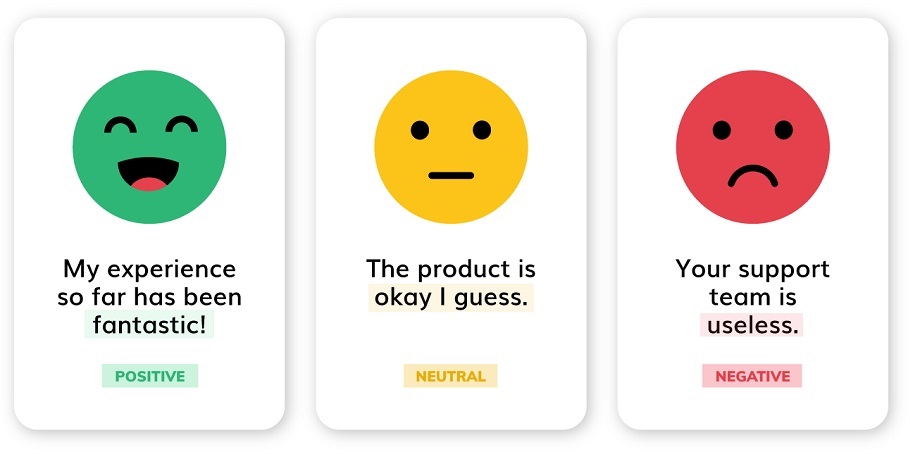 My experience
so far has been
fantastic!
POSITIVE
The product is
okay I guess.
NEUTRAL
Your support
team is
useless.
NEGATIVE